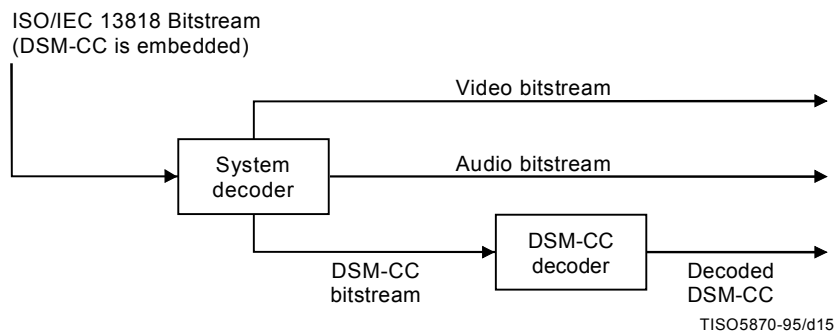 ISO/IEC 13818 Bitstream
(DSM-CC is embedded)
Video bitstream
System
decoder
Audio bitstream
DSM-CC
bitstream
DSM-CC
decoder
Decoded
DSM-CC
TISO5870-95/d15